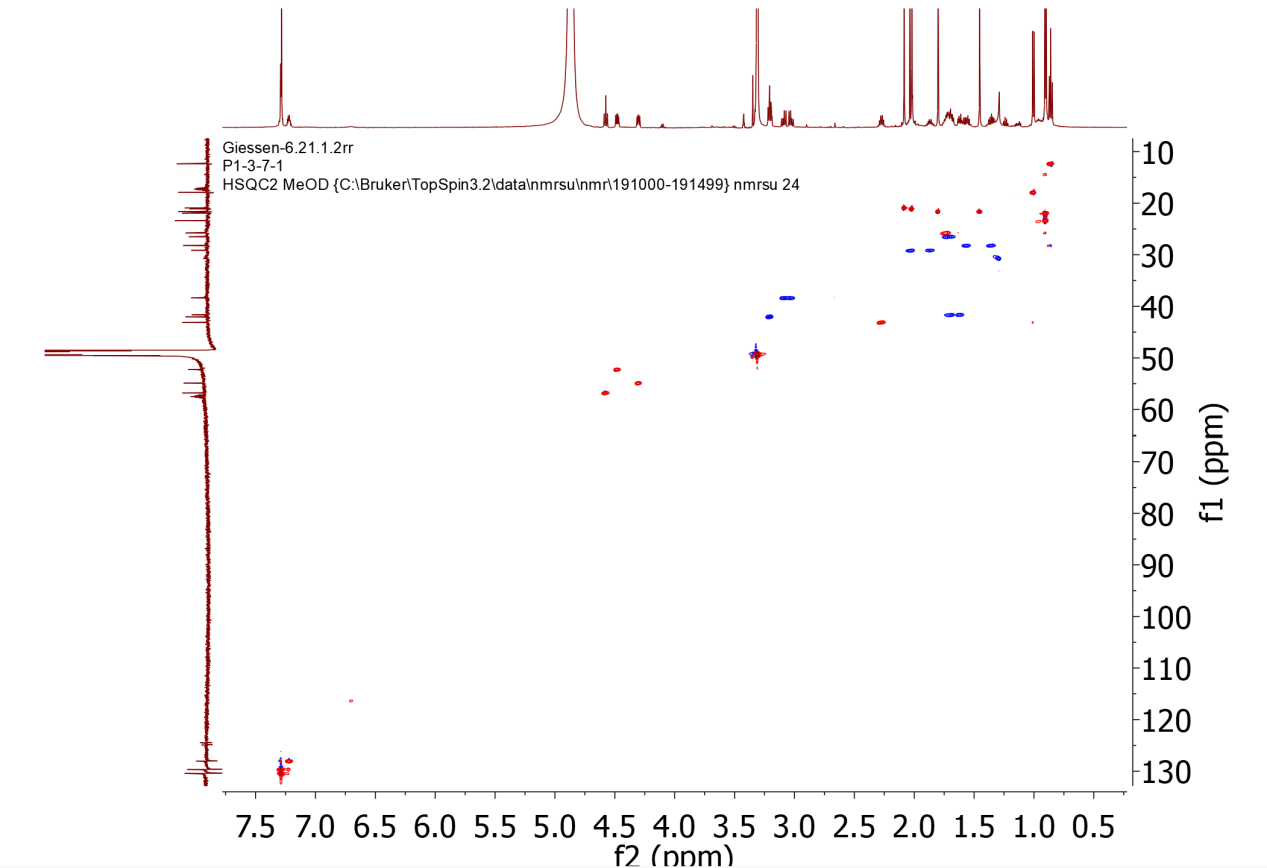 Giessen-6.21.1.2rr
P1-3-7-1
HSQC2 MeOD {C:\Bruker\TopSpin3.2\data\nmrsu\nmr\191000-191499} nmrsu 24
10
20
30
40
50
60
70
80
90
100
110
120
130
f1 (ppm)
7.5 7.0 6.5 6.0 5.5 5.0 4.5 4.0 3.5 3.0 2.5 2.0 1.5 1.0 0.5
f2 (ppm)